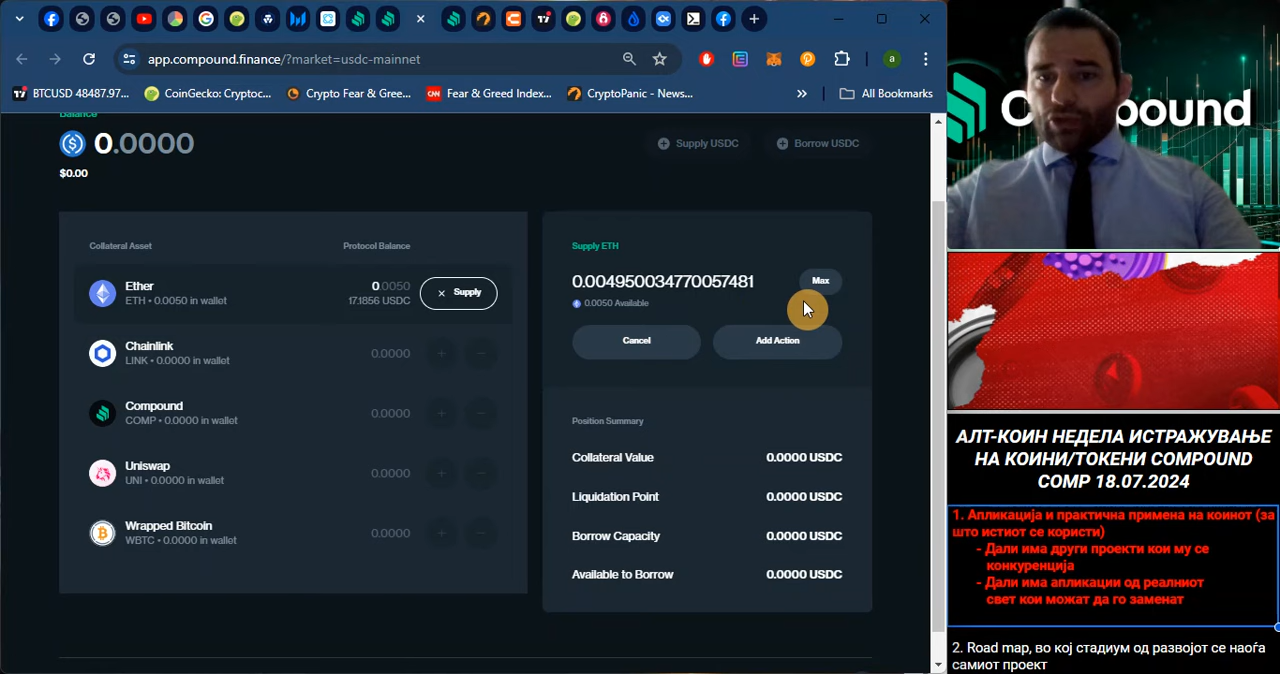 app.compound.finance/?market=usdc-mainnet
BTCUSD 48487.97...
CoinGecko: Cryptoc...
Crypto Fear & Gree...
Fear & Greed Index...
CryptoPanic - News...
All Bookmarks
Balance
0.0000
$0.00
Supply USDC
Borrow USDC
Collateral Asset
Protocol Balance
Ether
ETH • 0.0050 in wallet
0.0050
17.1856 USDC
Supply
Chainlink
LINK • 0.0000 in wallet
0.0000
Compound
COMP • 0.0000 in wallet
0.0000
Uniswap
UNI • 0.0000 in wallet
0.0000
Wrapped Bitcoin
WBTC • 0.0000 in wallet
0.0000
Supply ETH
0.004950034770057481
Max
0.0050 Available
Cancel
Add Action
Position Summary
Collateral Value 0.0000 USDC
Liquidation Point 0.0000 USDC
Borrow Capacity 0.0000 USDC
Available to Borrow 0.0000 USDC
АЛТ-КОИН НЕДЕЛА ИСТРАЖУВАЊЕ
НА КОИНИ/ТОКЕНИ COMPOUND
COMP 18.07.2024
1. Апликација и практична примена на коинот (за
што истиот се користи)
- Дали има други проекти кои му се
конкуренција
- Дали има апликации од реалниот
свет кои можат да го заменат
2. Road map, во кој стадиум од развојот се наоѓа
самиот проект